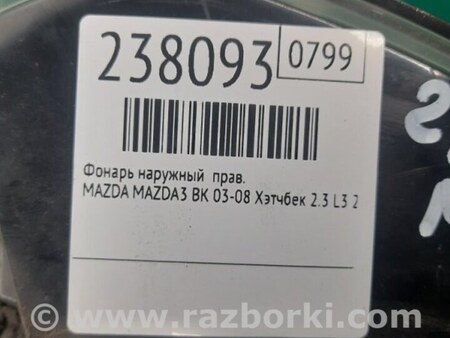 238093 0799
Фонарь наружный прав.
MAZDA MAZDA3 BK 03-08 Хэтчбек 2.3 L3 2
www.razborki.com